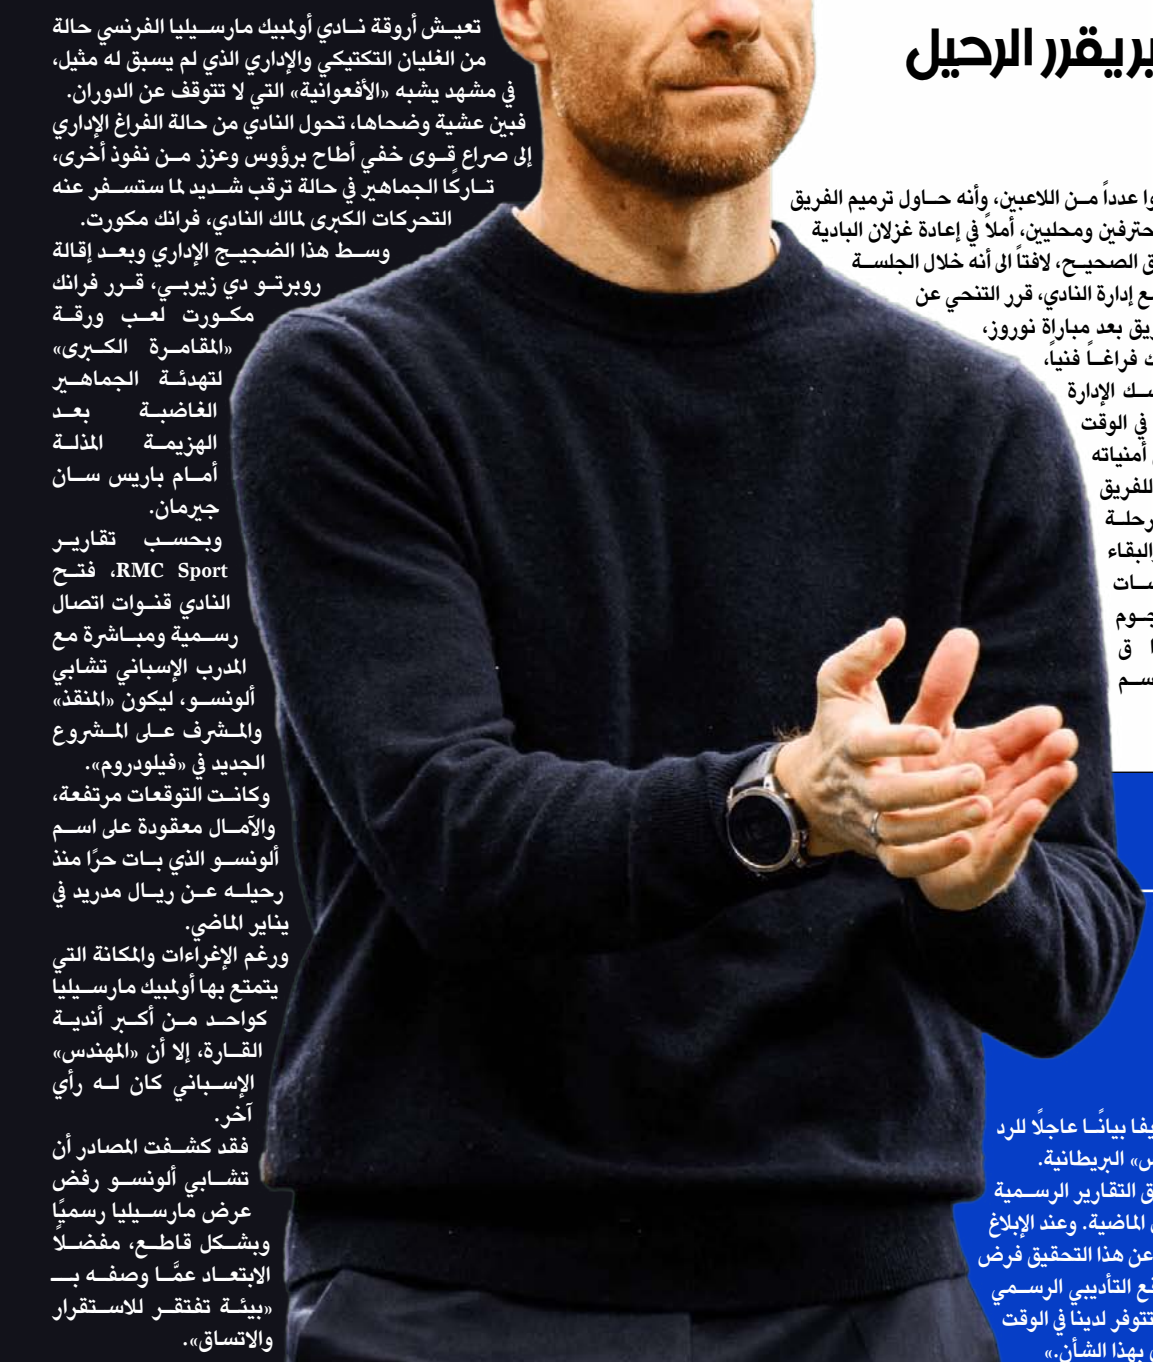 تعيش أروقة نادي أولمبيك مارسيليا الفرنسي حالة
من الغليان التكتيكي والإداري الذي لم يسبق له مثيل،
في مشهد يشبه «الأفعوانية» التي لا تتوقف عن الدوران.
فبين عشية وضحاها، تحول النادي من حالة الفراغ الإداري
إلى صراع قوى خفي أطاح برؤوس وعزز من نفوذ أخرى،
تاركًا الجماهير في حالة ترقب شديد لما ستسفر عنه
التحركات الكبرى لمالك النادي، فرانك مكورت.
وسط هذا الضجيج الإداري وبعد إقالة
روبرتو دي زيربي، قرر فرانك
مكورت لعب ورقة
«المقامرة الكبرى»
لتهدئة الجماهير
الغاضبة بعد
الهزيمة المذلة
أمام باريس سان
جيرمان.
وبحسب تقارير
RMC Sport، فتح
النادي قنوات اتصال
رسمية ومباشرة مع
المدرب الإسباني تشابي
ألونسو، ليكون «المنقذ»
والمشرف على المشروع
الجديد في «فيلودروم».
وكانت التوقعات مرتفعة،
والآمال معقودة على اسم
ألونسو الذي بات حرًا منذ
رحيله عن ريال مدريد في
يناير الماضي.
ورغم الإغراءات والمكانة التي
يتمتع بها أولمبيك مارسيليا
كواحد من أكبر أندية
القارة، إلا أن «المهندس»
الإسباني كان له رأي
آخر.
فقد كشفت المصادر أن
تشابي ألونسو رفض
عرض مارسيليا رسميًا
وبشكل قاطع، مفضلاً
الابتعاد عمَّا وصفه بـ
«بيئة تفتقر للاستقرار
والاتساق».
يقرر الرحيل
عدداً من اللاعبين، وأنه حاول ترميم الفريق
ومحليين، أملاً في إعادة غزلان البادية
الصحيح، لافتاً الى أنه خلال الجلسة
إدارة النادي، قرر التنحي عن
بعد مباراة نوروز،
فراغاً فنياً،
الإدارة
في الوقت
أمنياته
للفريق
والبقاء
بيانًا عاجلًا للرد
البريطانية.
التقارير الرسمية
الماضية. وعند الإبلاغ
عن هذا التحقيق فرض
التأديبي الرسمي
تتوفر لدينا في الوقت
بهذا الشأن.»